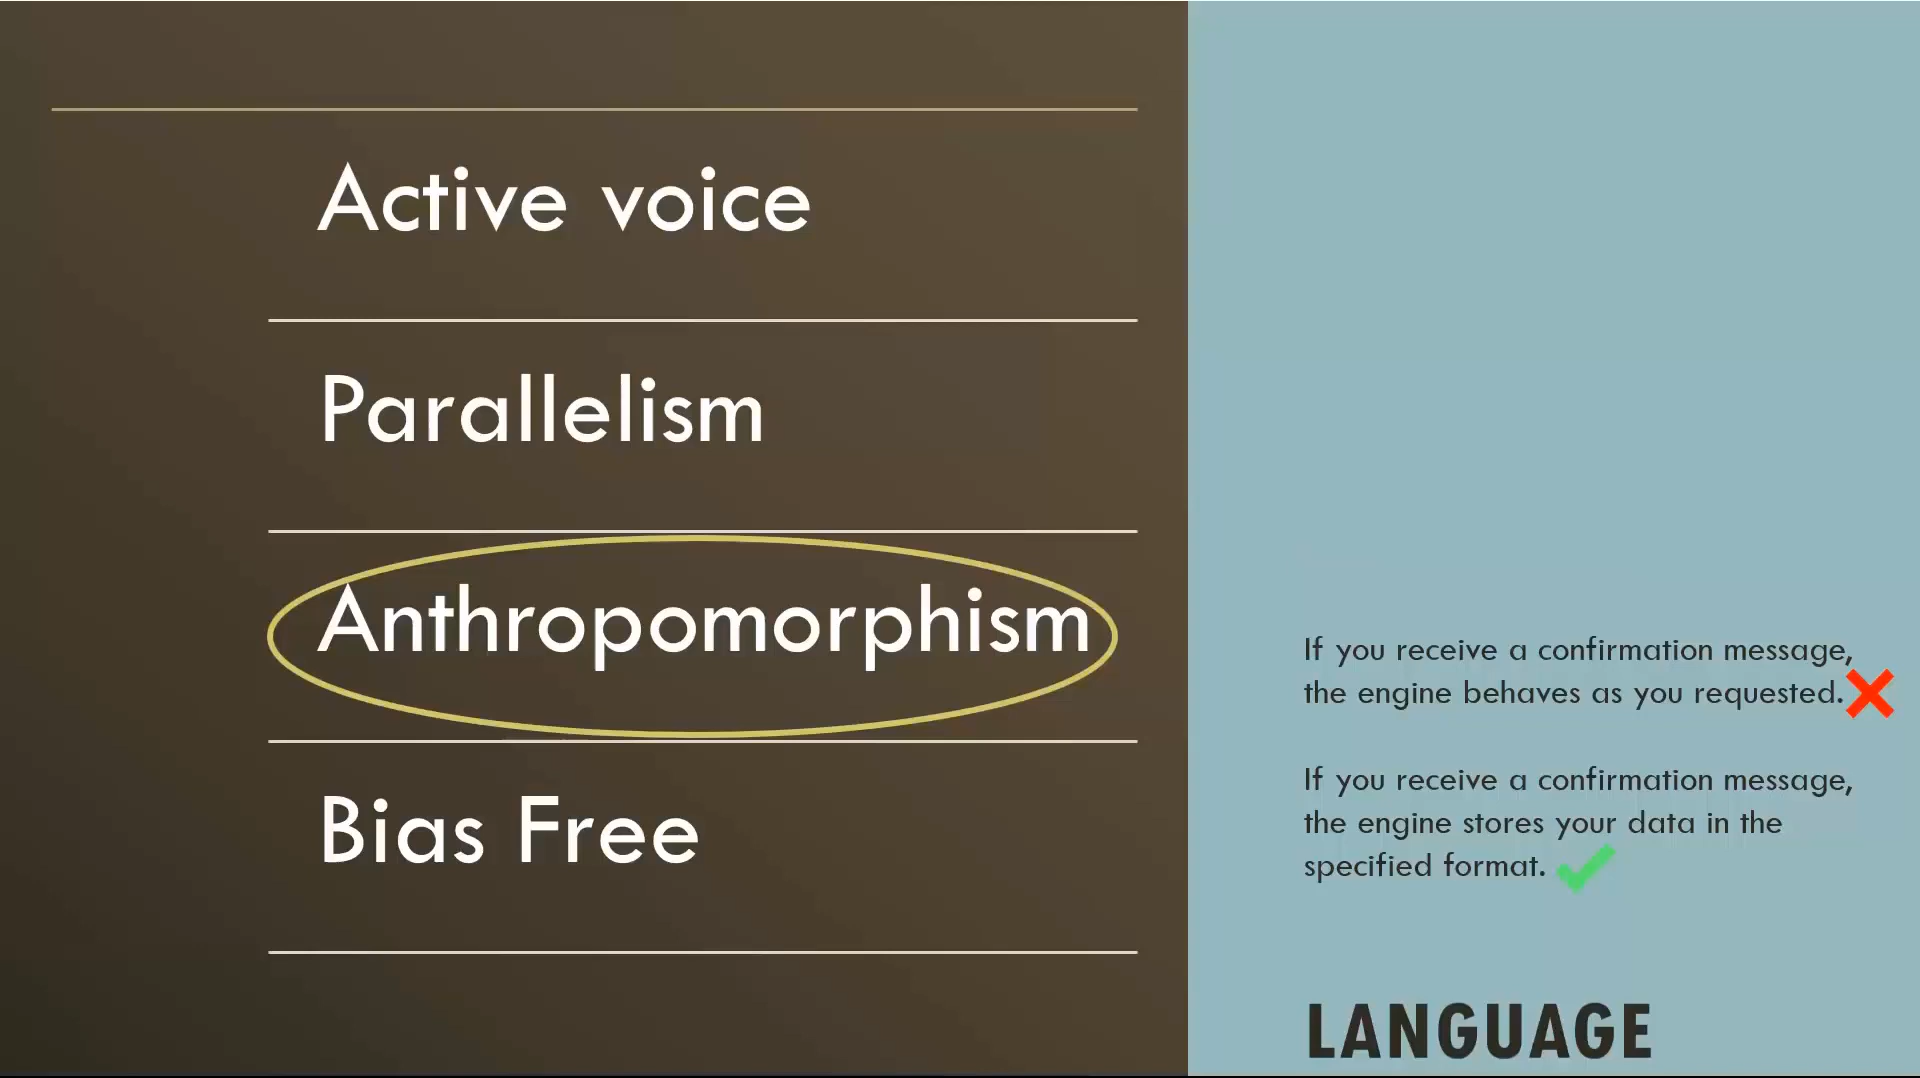 Active voice
Parallelism
Anthropomorphism
Bias Free
If you receive a confirmation message,
the engine behaves as you requested.
If you receive a confirmation message,
the engine stores your data in the
specified format.
LANGUAGE